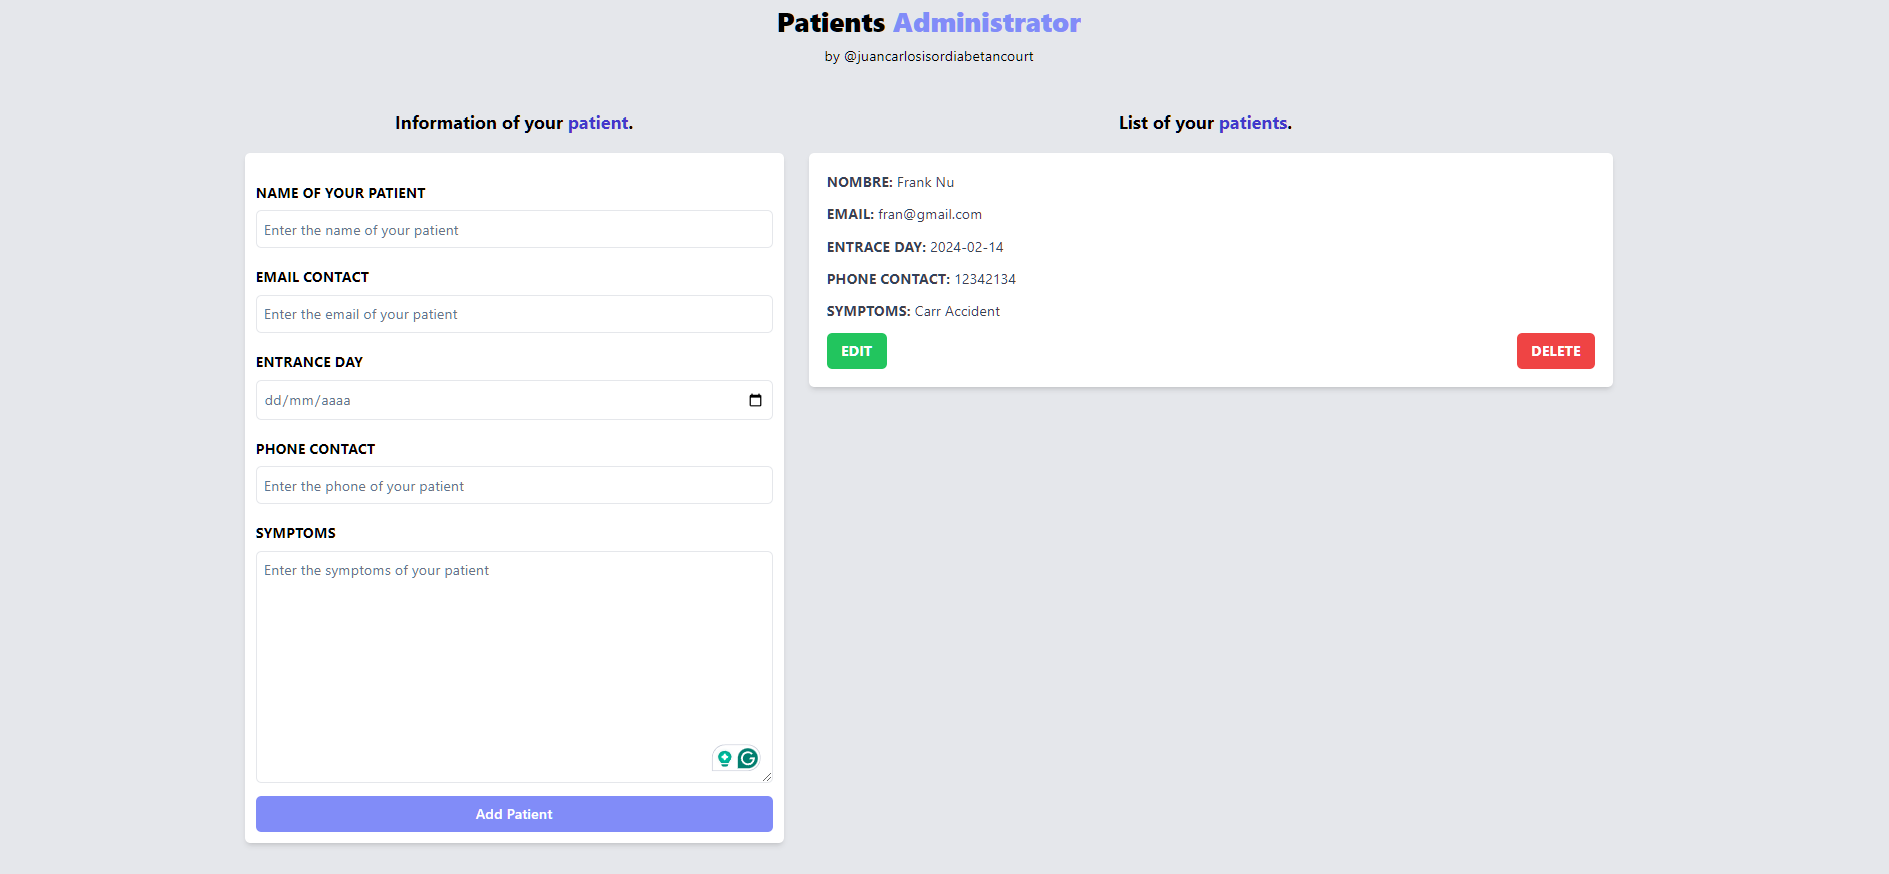 Patients Administrator
by @juancarlosisordiabetancourt
Information of your patient.
NAME OF YOUR PATIENT
Enter the name of your patient
EMAIL CONTACT
Enter the email of your patient
ENTRANCE DAY
dd/mm/aaaa
PHONE CONTACT
Enter the phone of your patient
SYMPTOMS
Enter the symptoms of your patient
Add Patient
List of your patients.
NOMBRE: Frank Nu
EMAIL: fran@gmail.com
ENTRACE DAY: 2024-02-14
PHONE CONTACT: 12342134
SYMPTOMS: Carr Accident
EDIT
DELETE